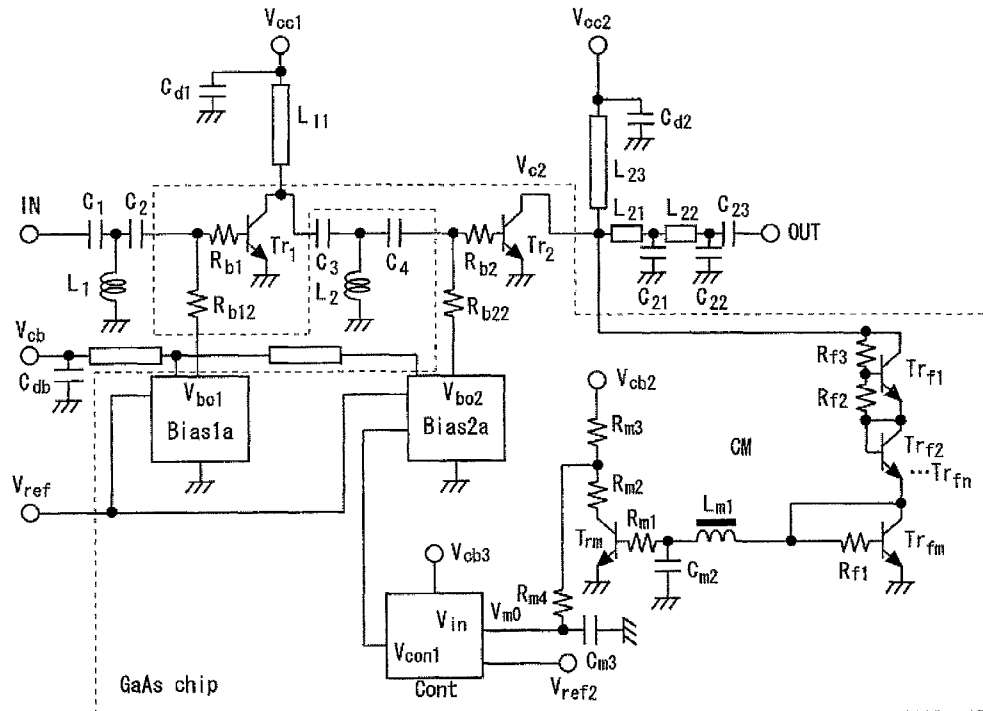 Vcc1
Vcc2
Cd1
L11
Cd2
L23
Vc2
IN
C1
C2
Rb1
Tr1
C3
C4
Rb2
Tr2
L21
L22
C23
OUT
L1
L2
C21
C22
Rb12
Rb22
Vcb
Cdb
Vbo1
Bias1a
Vbo2
Bias2a
Rf3
Trf1
Rf2
Vcb2
Rm3
CM
Trf2
…Trfn
Vref
Rm2
Lm1
Trm
Rm1
Trfm
Cm2
Rf1
Vcb3
Rm4
Vin
Vm0
Vcon1
Cm3
Vref2
Cont
GaAs chip